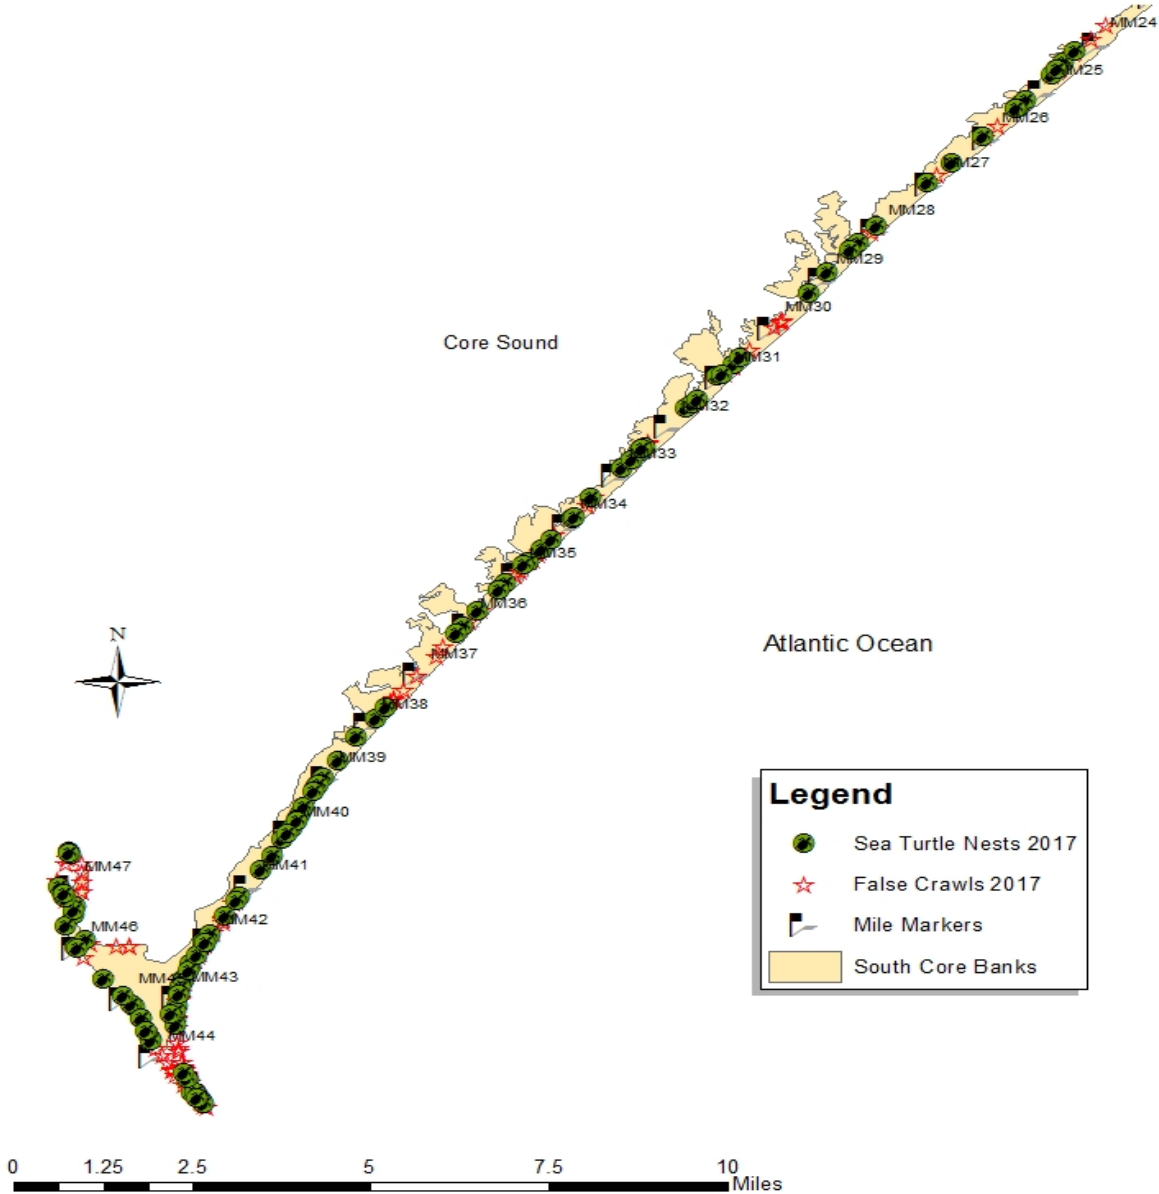 MM24
MM25
MM26
MM27
MM28
MM29
MM30
Core Sound
MM31
MM32
MM33
MM34
MM35
MM36
N
Atlantic Ocean
MM37
MM38
MM39
Legend
MM40
Sea Turtle Nests 2017
MM41
MM47
False Crawls 2017
MM42
MM46
Mile Markers
South Core Banks
MM43
MM44
0 1.25 2.5 5 7.5 10
Miles